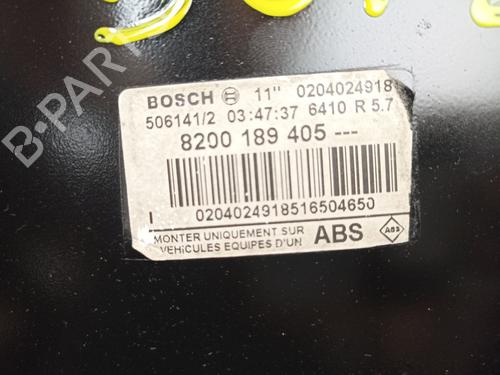 BOSCH 11" 0204024918
506141/2 03:47:37 6410 R 5.7
8200 189 405 ---
I 0204024918516504650
MONTER UNIQUEMENT SUR
VEHICULES EQUIPES D'UN ABS ABS
B-PARTS